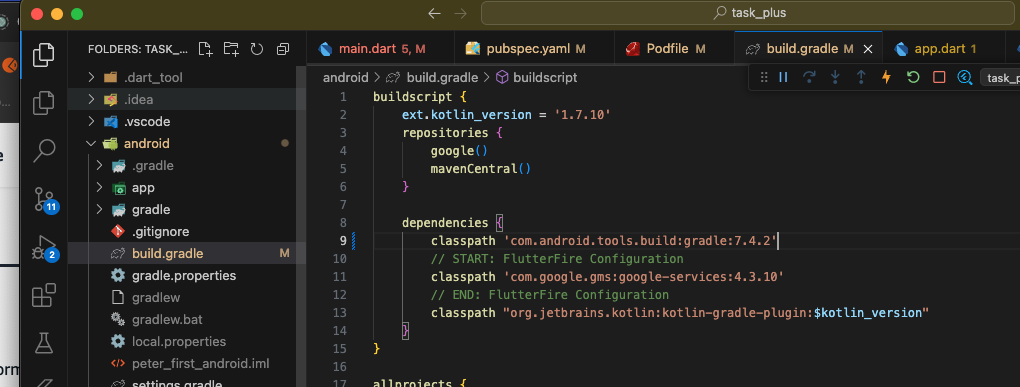 task_plus
FOLDERS: TASK_...
main.dart 5, M
pubspec.yaml M
Podfile M
build.gradle M
app.dart 1
android > build.gradle > buildscript
.dart_tool
.idea
.vscode
android
.gradle
app
gradle
.gitignore
build.gradle M
gradle.properties
gradlew
gradlew.bat
local.properties
peter_first_android.iml
settings.gradle
11
2
1 buildscript {
2 ext.kotlin_version = '1.7.10'
3 repositories {
4 google()
5 mavenCentral()
6 }
7
8 dependencies {
9 classpath 'com.android.tools.build:gradle:7.4.2'
10 // START: FlutterFire Configuration
11 classpath 'com.google.gms:google-services:4.3.10'
12 // END: FlutterFire Configuration
13 classpath "org.jetbrains.kotlin:kotlin-gradle-plugin:$kotlin_version"
14 }
15 }
16
17 allprojects {